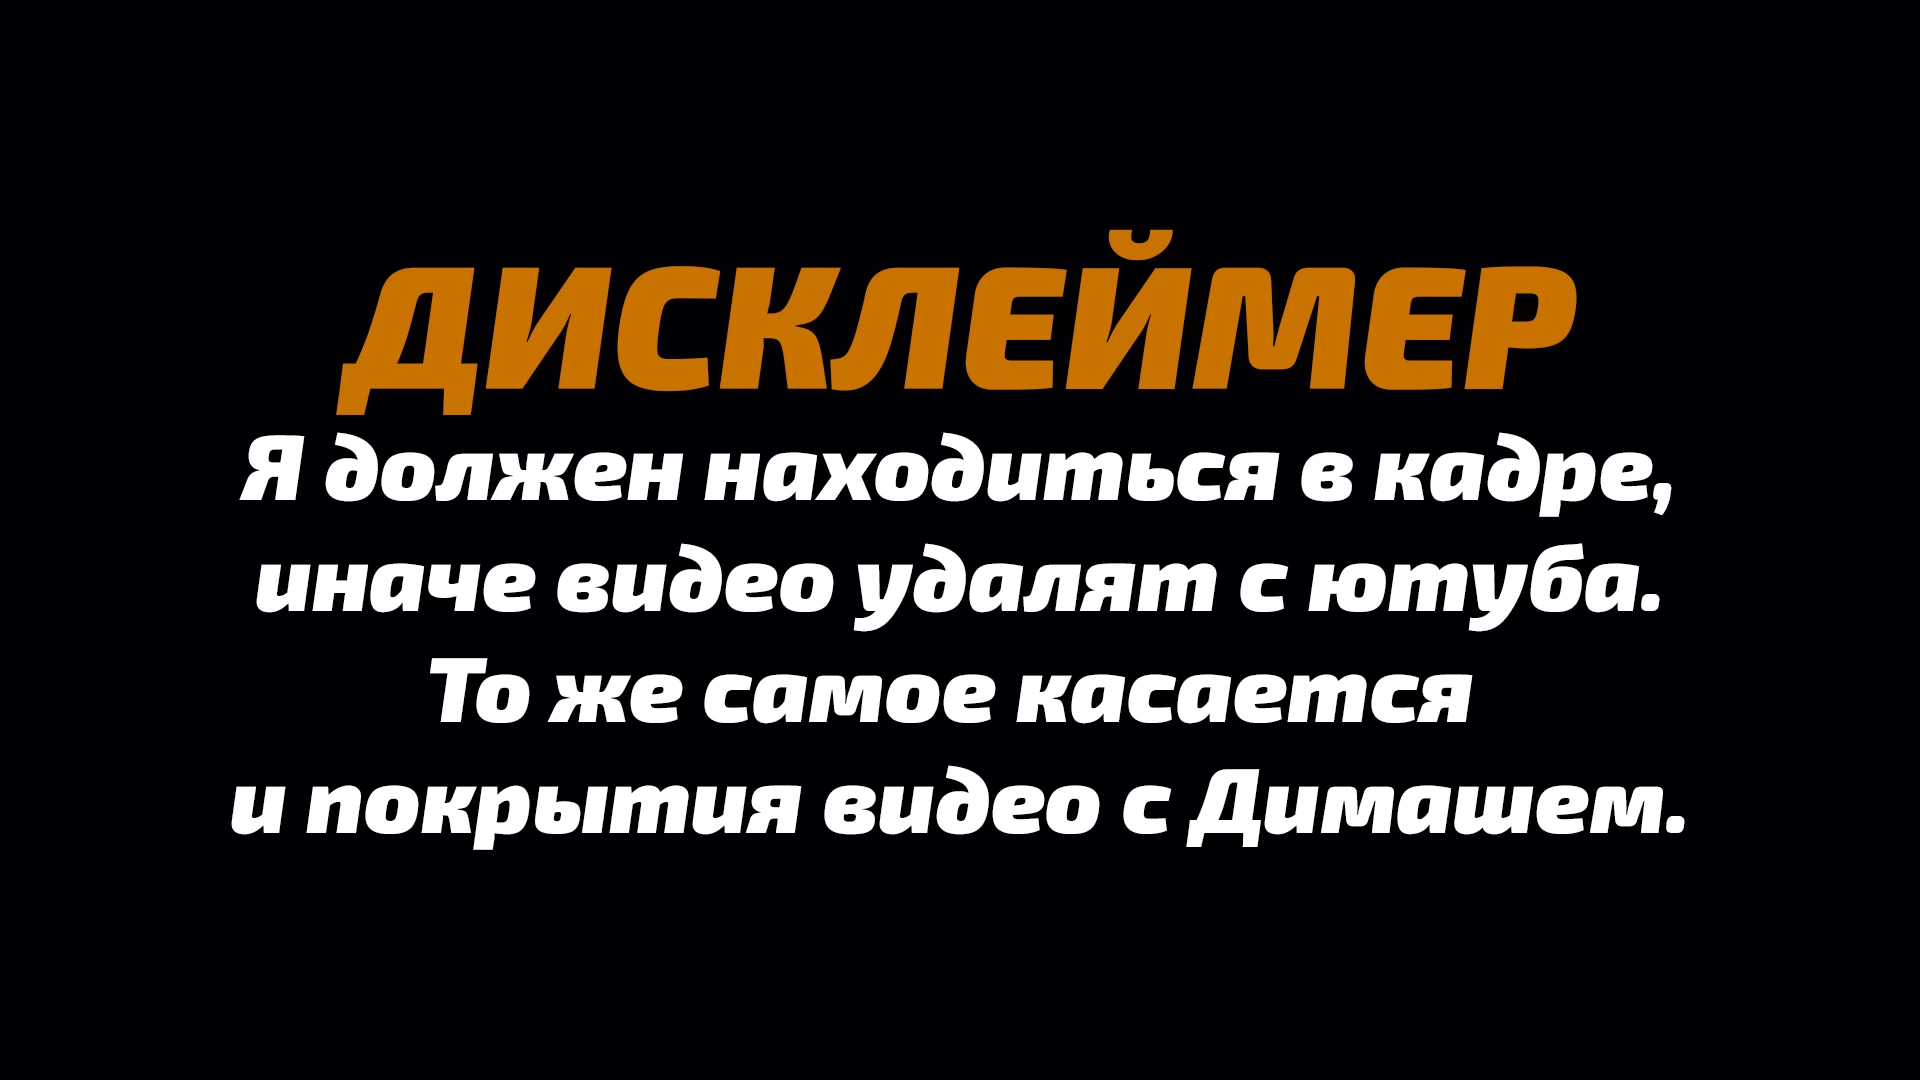 ДИСКЛЕЙМЕР
Я должен находиться в кадре,
иначе видео удалят с ютуба.
То же самое касается
и покрытия видео с Димашем.